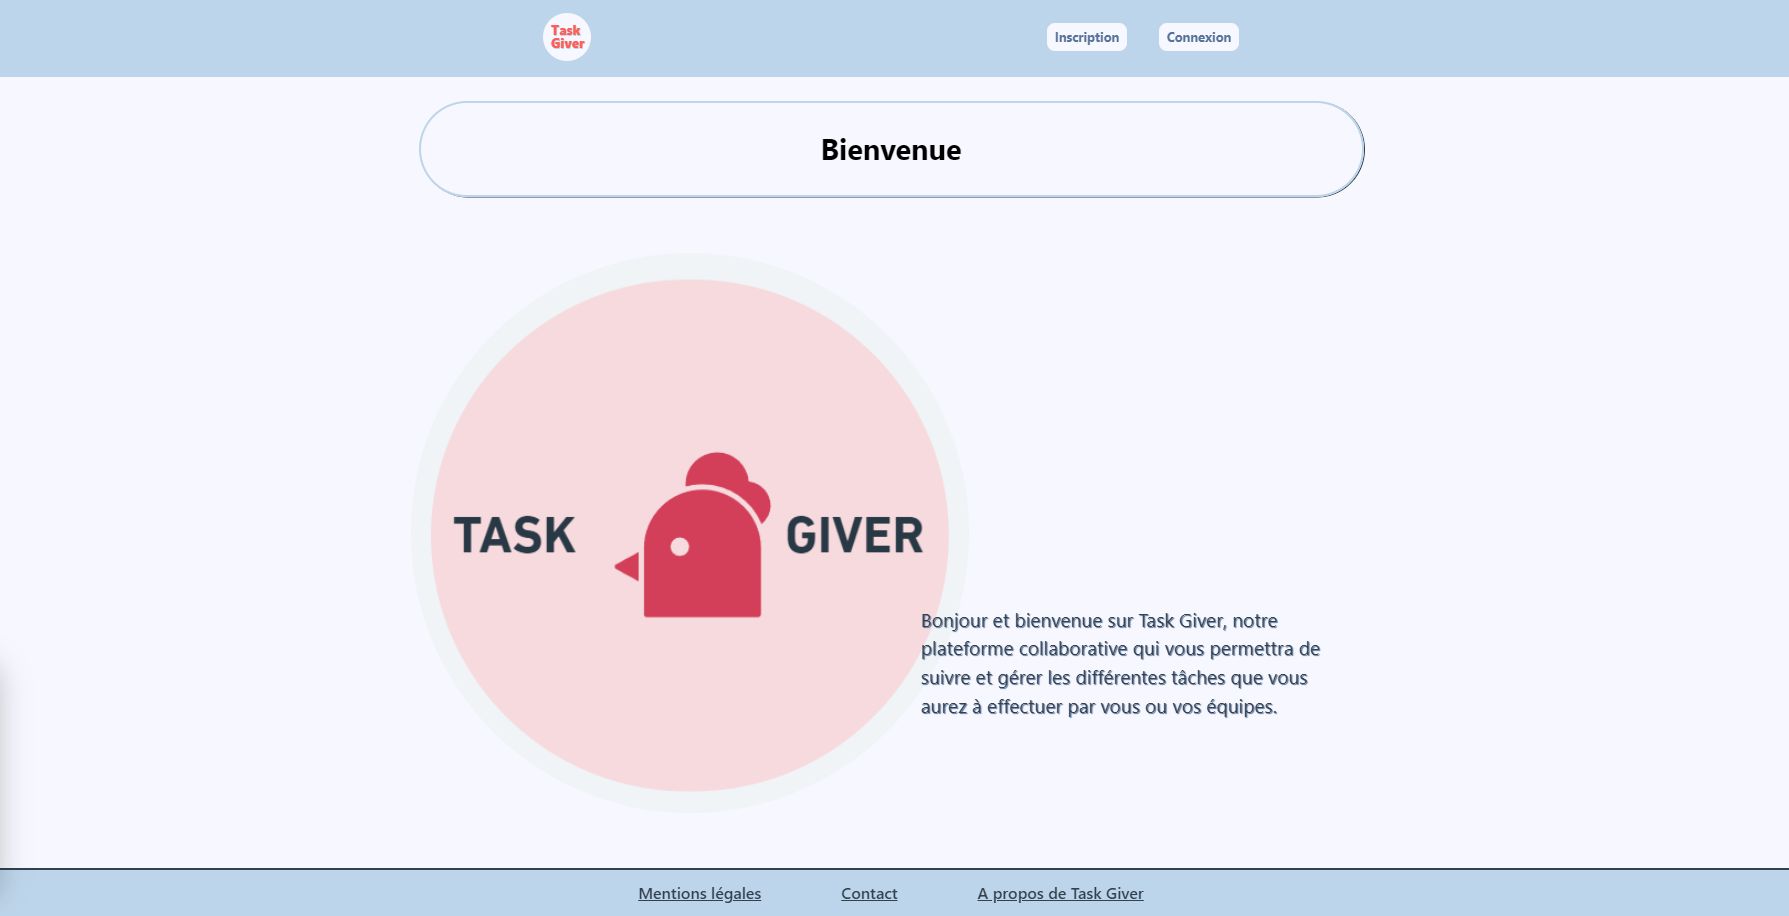 Task
Giver
Inscription
Connexion
Bienvenue
TASK GIVER
Bonjour et bienvenue sur Task Giver, notre
plateforme collaborative qui vous permettra de
suivre et gérer les différentes tâches que vous
aurez à effectuer par vous ou vos équipes.
Mentions légales
Contact
A propos de Task Giver